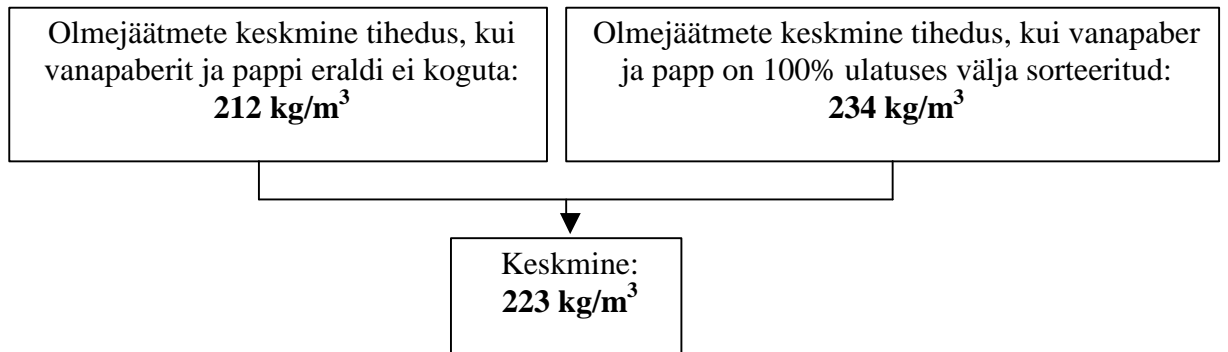 Olmejäätmete keskmine tihedus, kui
vanapaberit ja pappi eraldi ei koguta:
212 kg/m³
Olmejäätmete keskmine tihedus, kui vanapaber
ja papp on 100% ulatuses välja sorteeritud:
234 kg/m³
Keskmine:
223 kg/m³